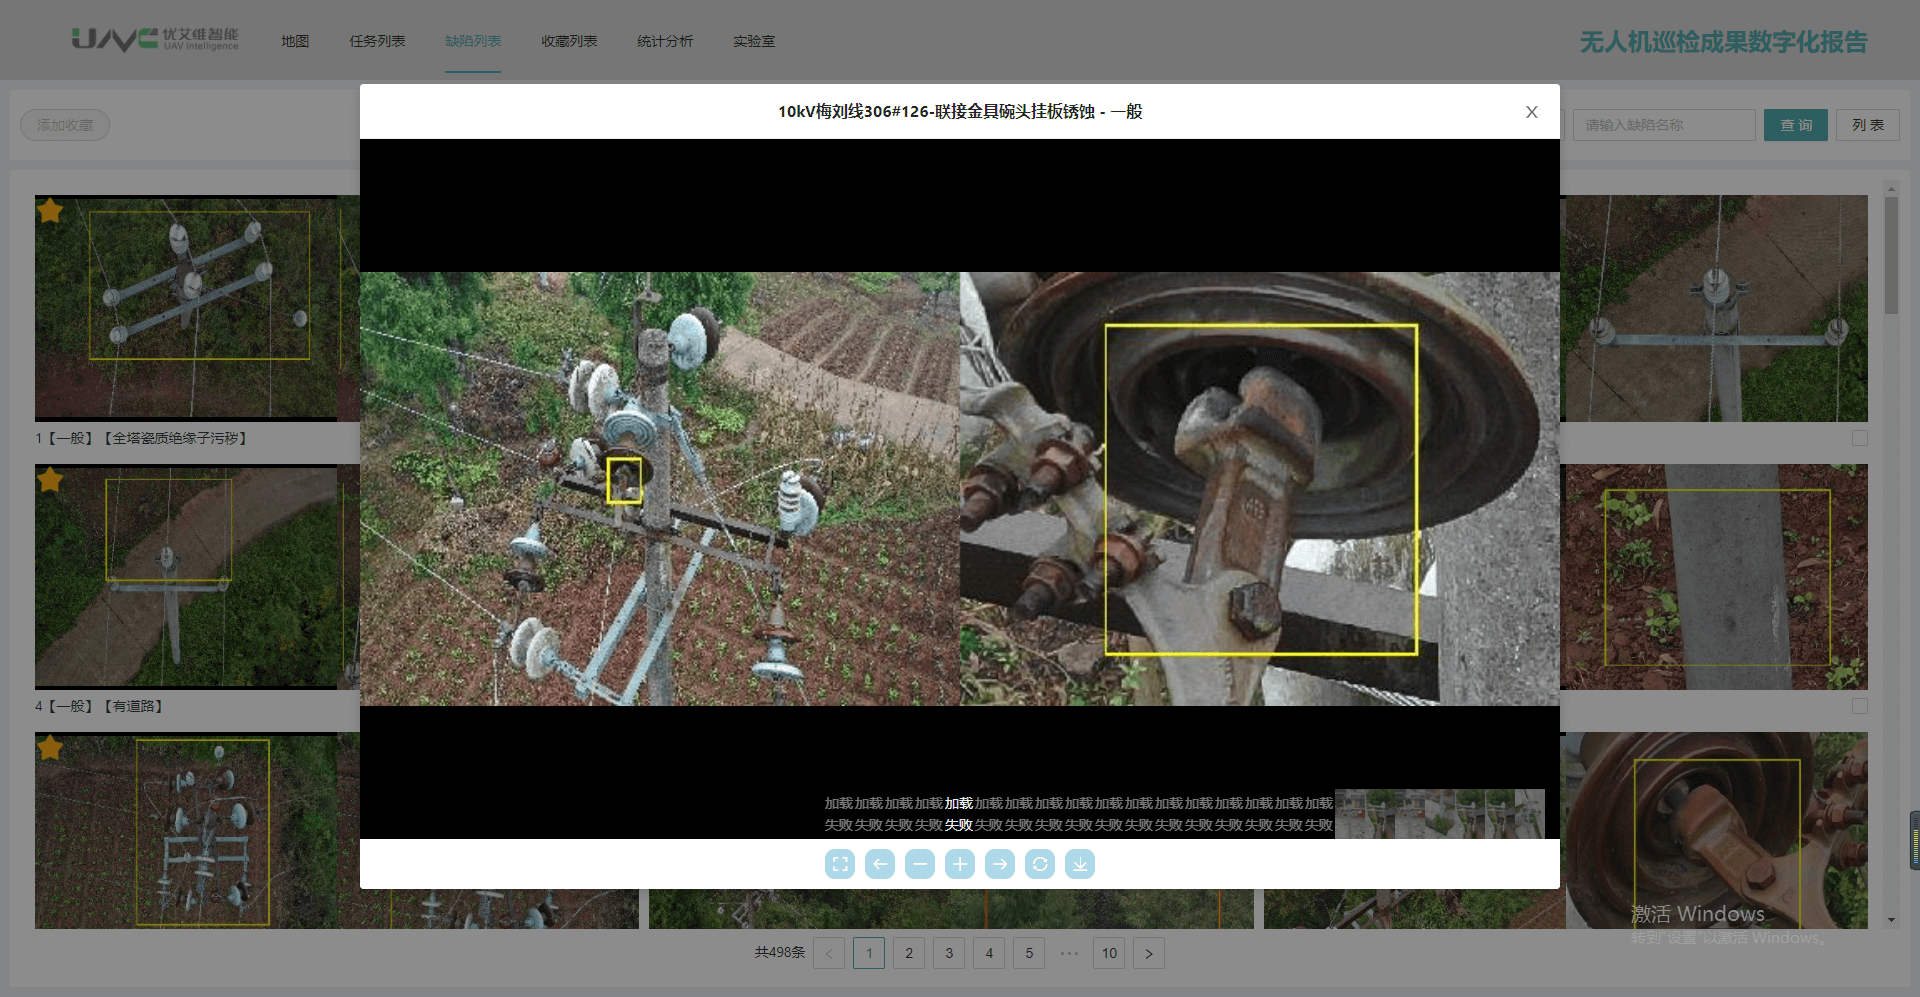 UAVE 优艾维智能
UAV Intelligence
地图 任务列表 缺陷列表 收藏列表 统计分析 实验室
无人机巡检成果数字化报告
添加收藏
请输入缺陷名称
查 询
列 表
10kV梅刘线306#126-联接金具碗头挂板锈蚀 - 一般
X
1【一般】【全塔瓷质绝缘子污秽】
4【一般】【有道路】
加载加载加载加载加载加载加载加载加载加载加载加载加载加载加载加载加载
失败失败失败失败失败失败失败失败失败失败失败失败失败失败失败失败失败
激活 Windows
转到"设置"以激活 Windows。
共498条 < 1 2 3 4 5 ••• 10 >